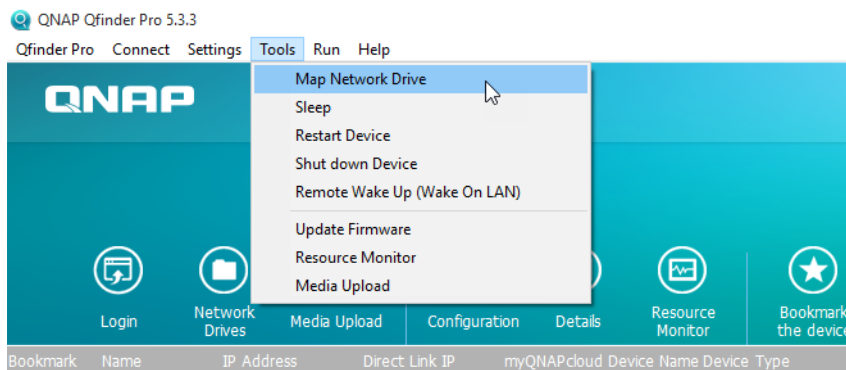 QNAP Qfinder Pro 5.3.3
Qfinder Pro Connect Settings Tools Run Help
QNAP
Map Network Drive
Sleep
Restart Device
Shut down Device
Remote Wake Up (Wake On LAN)
Update Firmware
Resource Monitor
Media Upload
Login
Network
Drives
Media Upload
Configuration
Details
Resource
Monitor
Bookmark
the device
Bookmark Name IP Address Direct Link IP myQNAPcloud Device Name Device Type